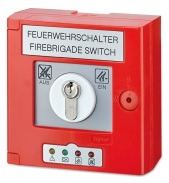 FEUERWEHRSCHALTER
FIREBRIGADE SWITCH
AUS
EIN